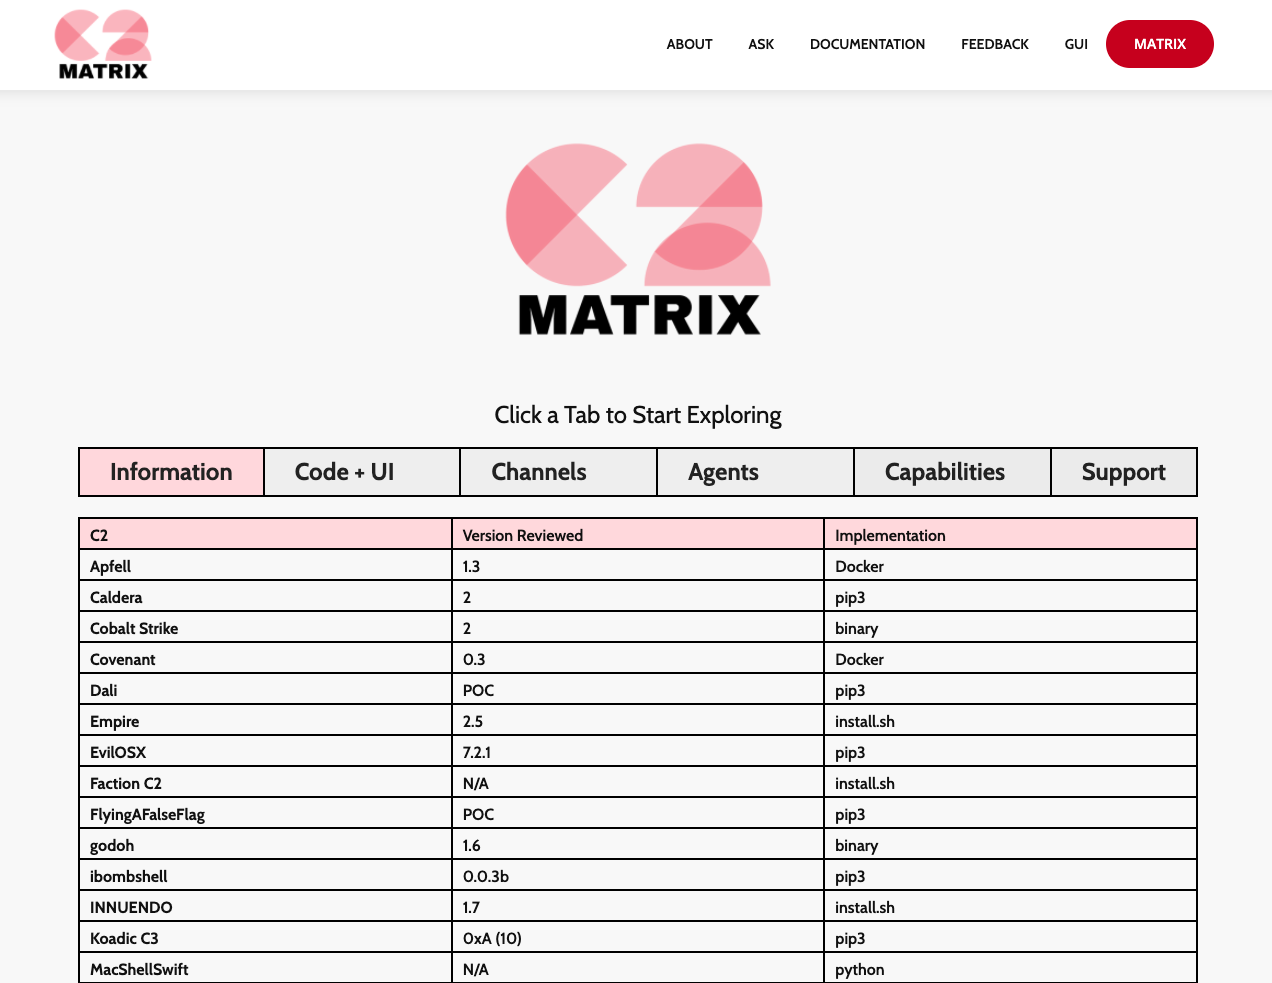 C2
MATRIX
ABOUT ASK DOCUMENTATION FEEDBACK GUI MATRIX
C2
MATRIX
Click a Tab to Start Exploring
Information Code + UI Channels Agents Capabilities Support
C2 Version Reviewed Implementation
Apfell 1.3 Docker
Caldera 2 pip3
Cobalt Strike 2 binary
Covenant 0.3 Docker
Dali POC pip3
Empire 2.5 install.sh
EvilOSX 7.2.1 pip3
Faction C2 N/A install.sh
FlyingAFalseFlag POC pip3
godoh 1.6 binary
ibombshell 0.0.3b pip3
INNUENDO 1.7 install.sh
Koadic C3 0xA (10) pip3
MacShellSwift N/A python